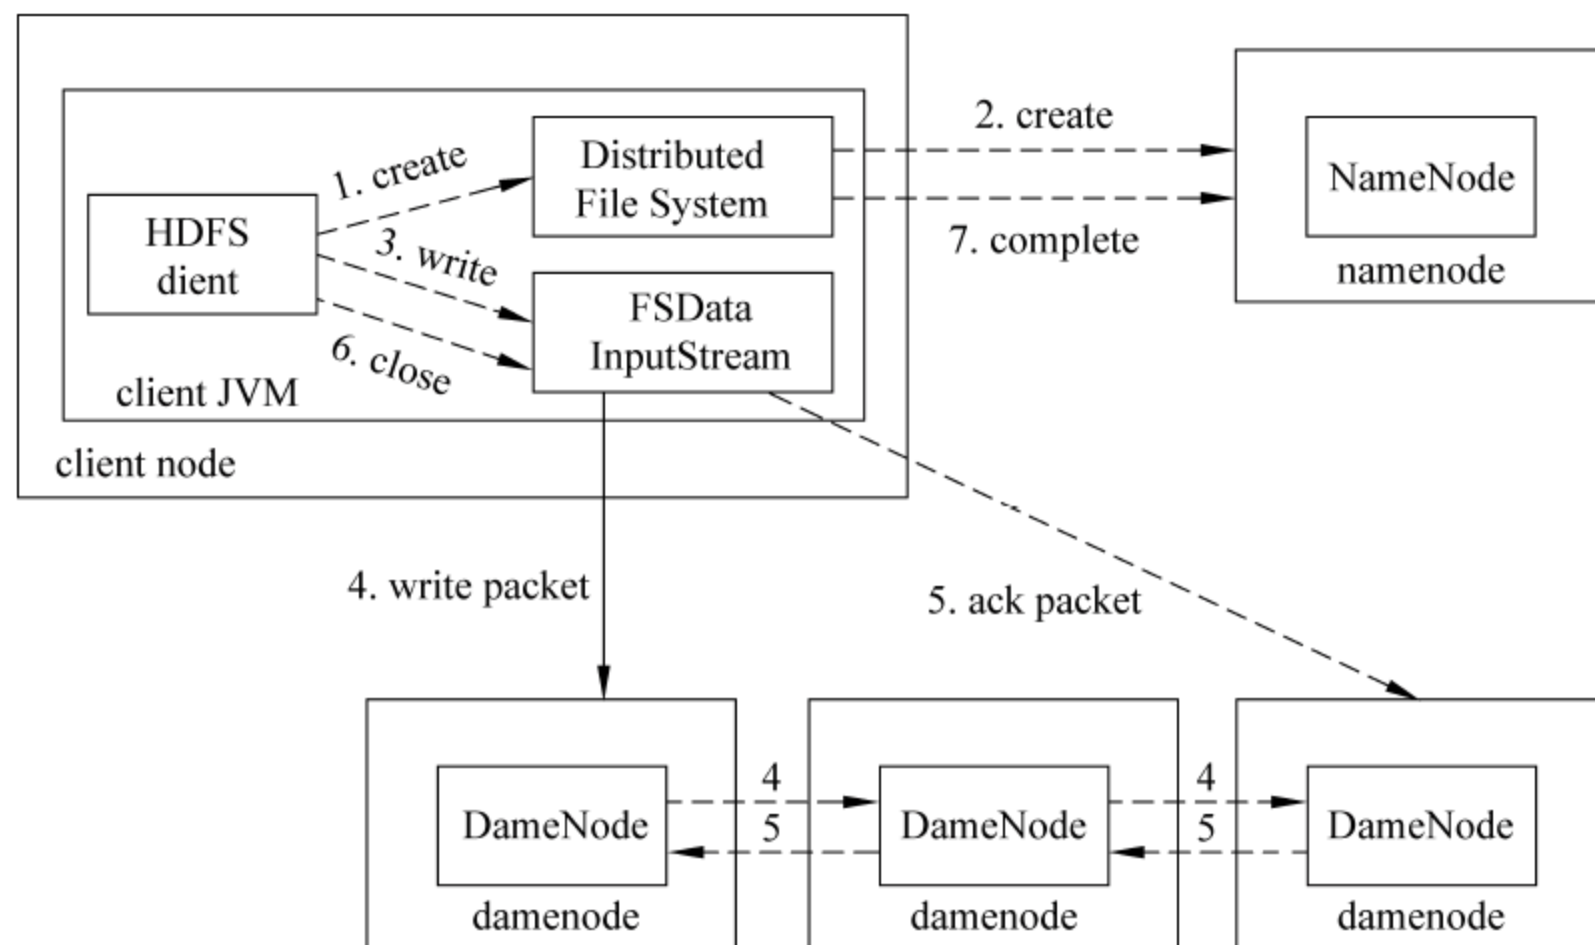 1. create
Distributed
File System
2. create
NameNode
HDFS
dient
3. write
7. complete
namenode
FSData
InputStream
6. close
client JVM
client node
4. write packet
5. ack packet
4
4
DameNode
5
DameNode
5
DameNode
damenode
damenode
damenode